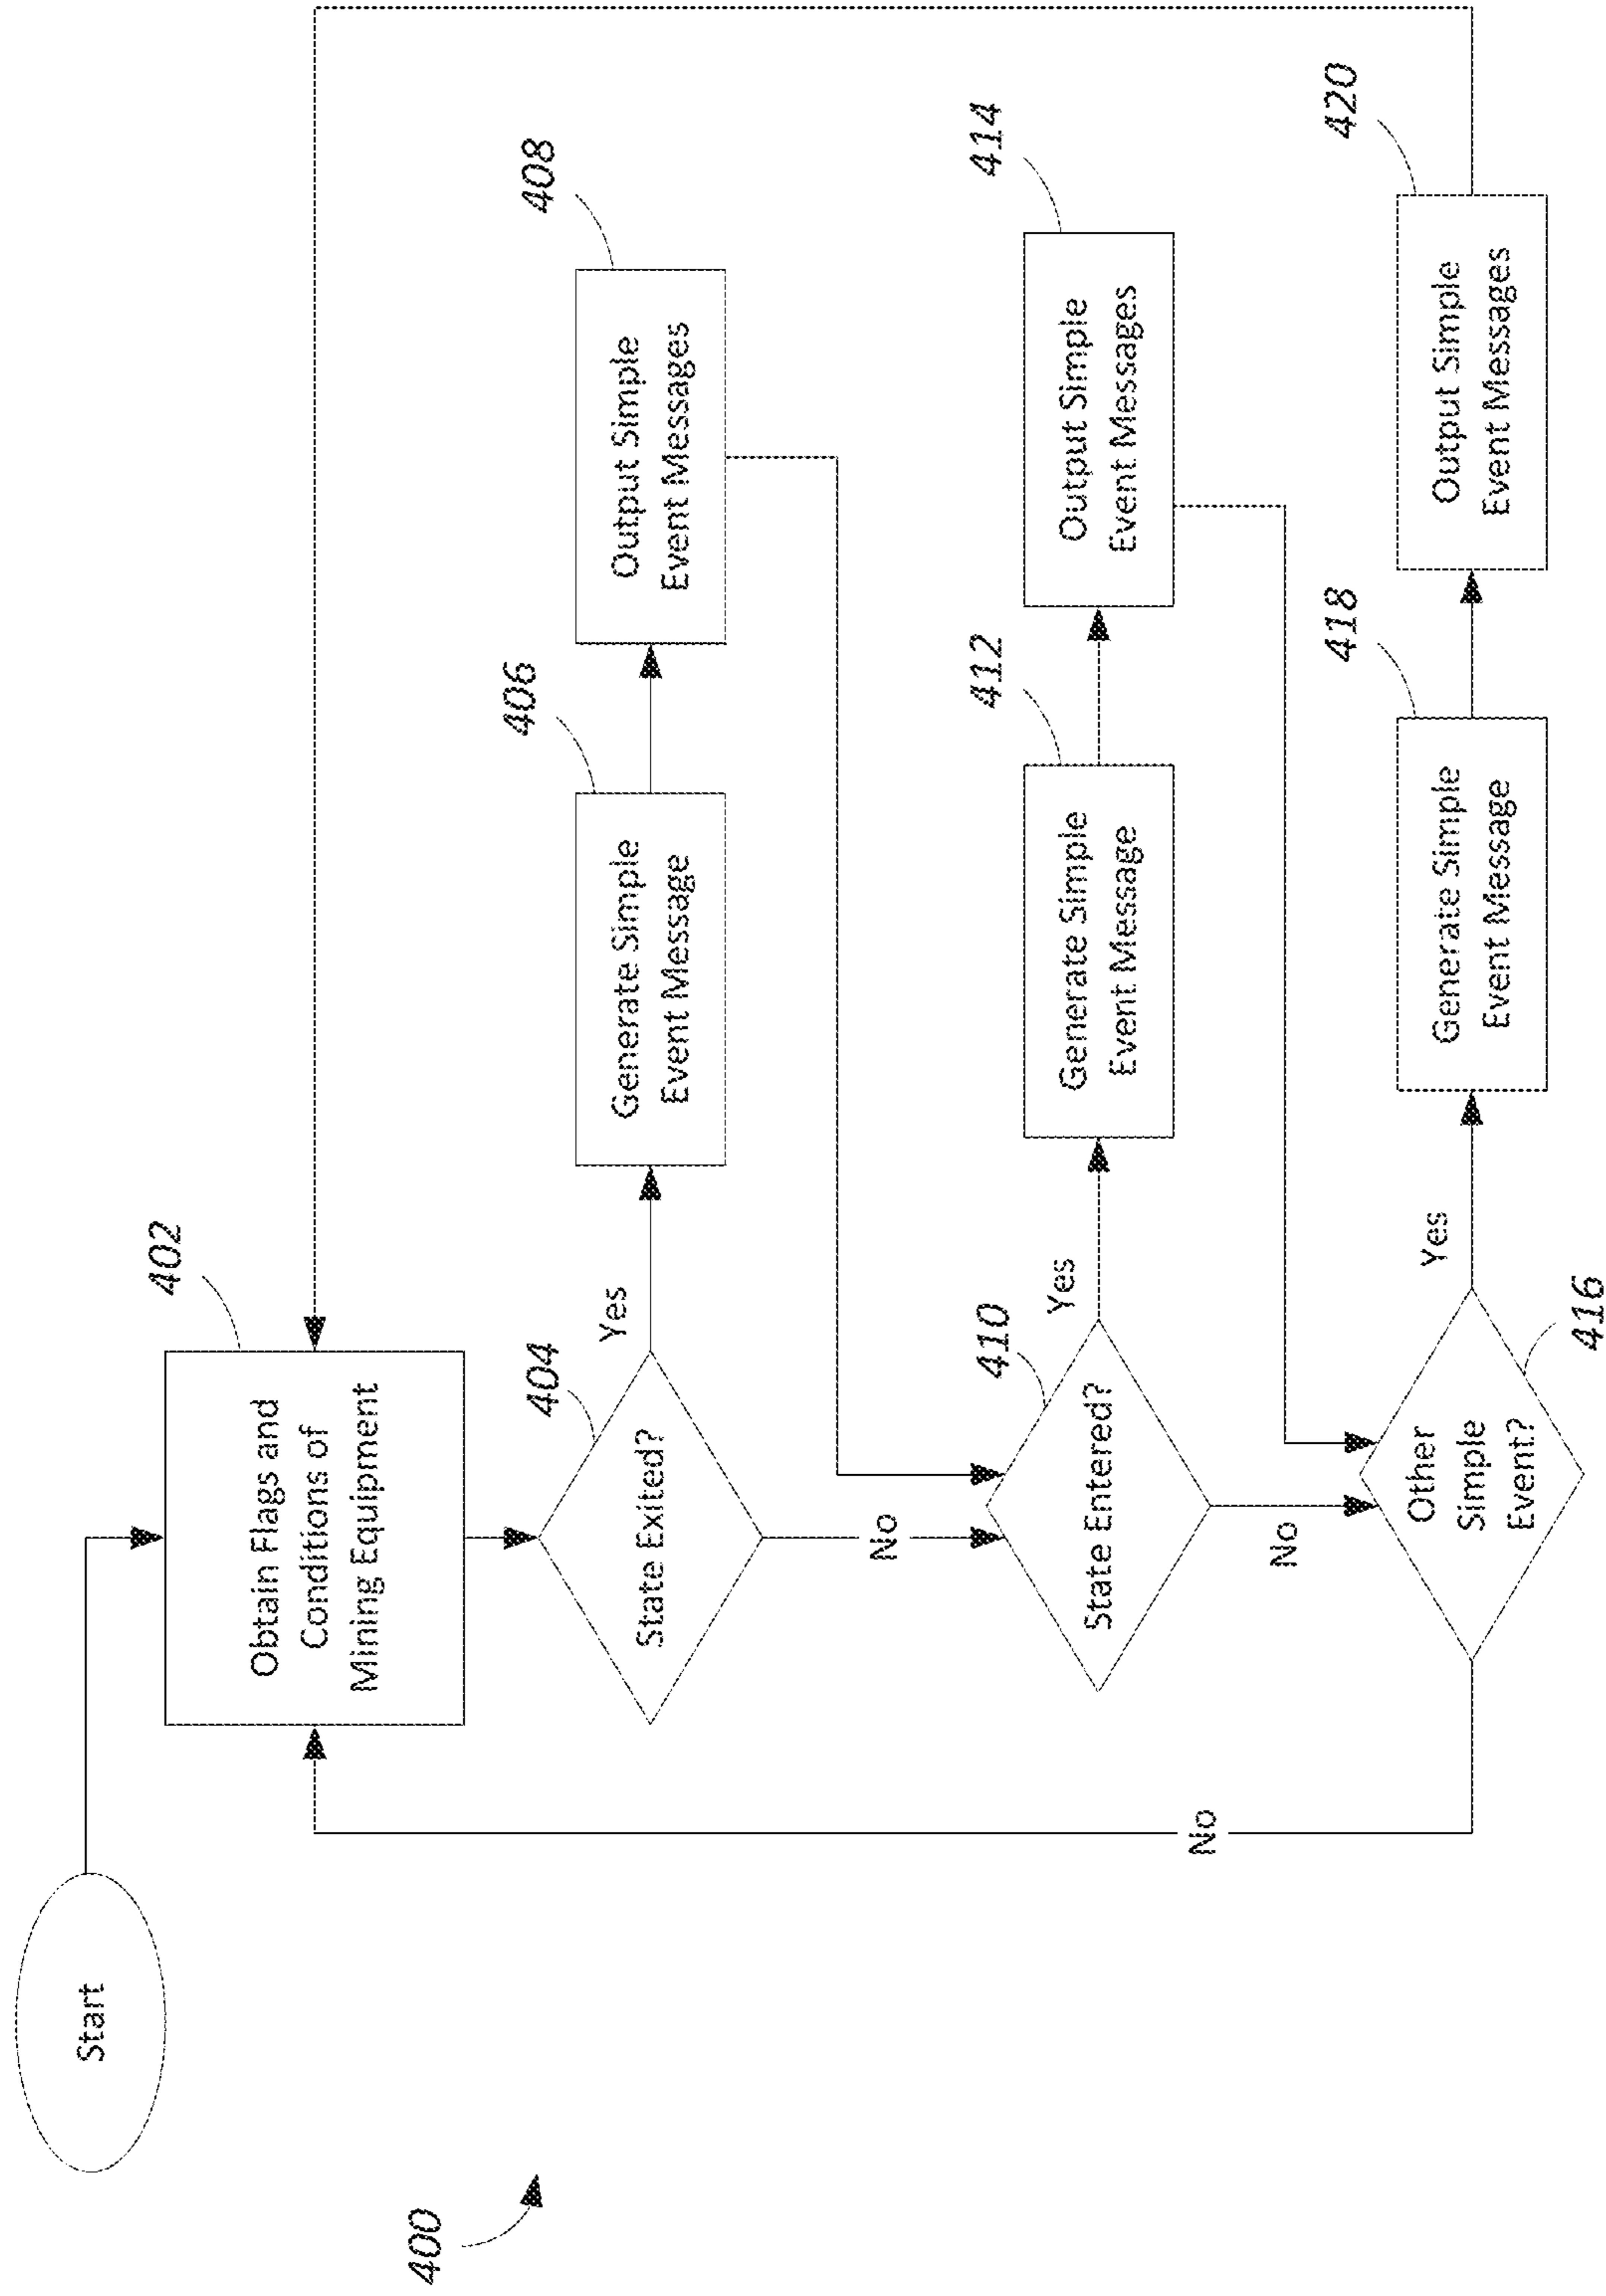 400
Start
402
Obtain Flags and
Conditions of
Mining Equipment
404
State Exited?
Yes
406
Generate Simple
Event Message
408
Output Simple
Event Messages
No
410
State Entered?
Yes
412
Generate Simple
Event Message
414
Output Simple
Event Messages
No
No
416
Other
Simple
Event?
Yes
418
Generate Simple
Event Message
420
Output Simple
Event Messages